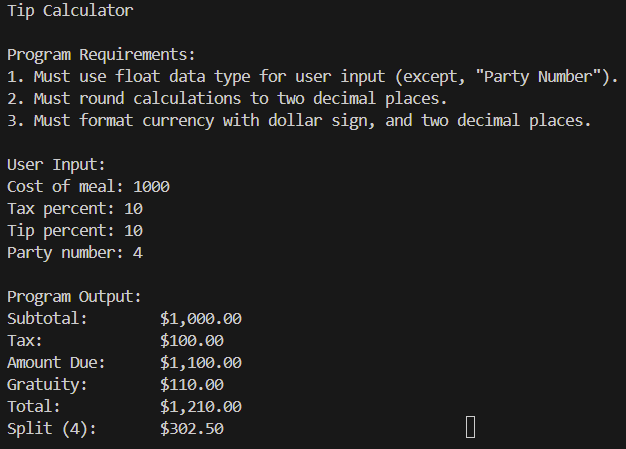 Tip Calculator
Program Requirements:
1. Must use float data type for user input (except, "Party Number").
2. Must round calculations to two decimal places.
3. Must format currency with dollar sign, and two decimal places.
User Input:
Cost of meal: 1000
Tax percent: 10
Tip percent: 10
Party number: 4
Program Output:
Subtotal: $1,000.00
Tax: $100.00
Amount Due: $1,100.00
Gratuity: $110.00
Total: $1,210.00
Split (4): $302.50